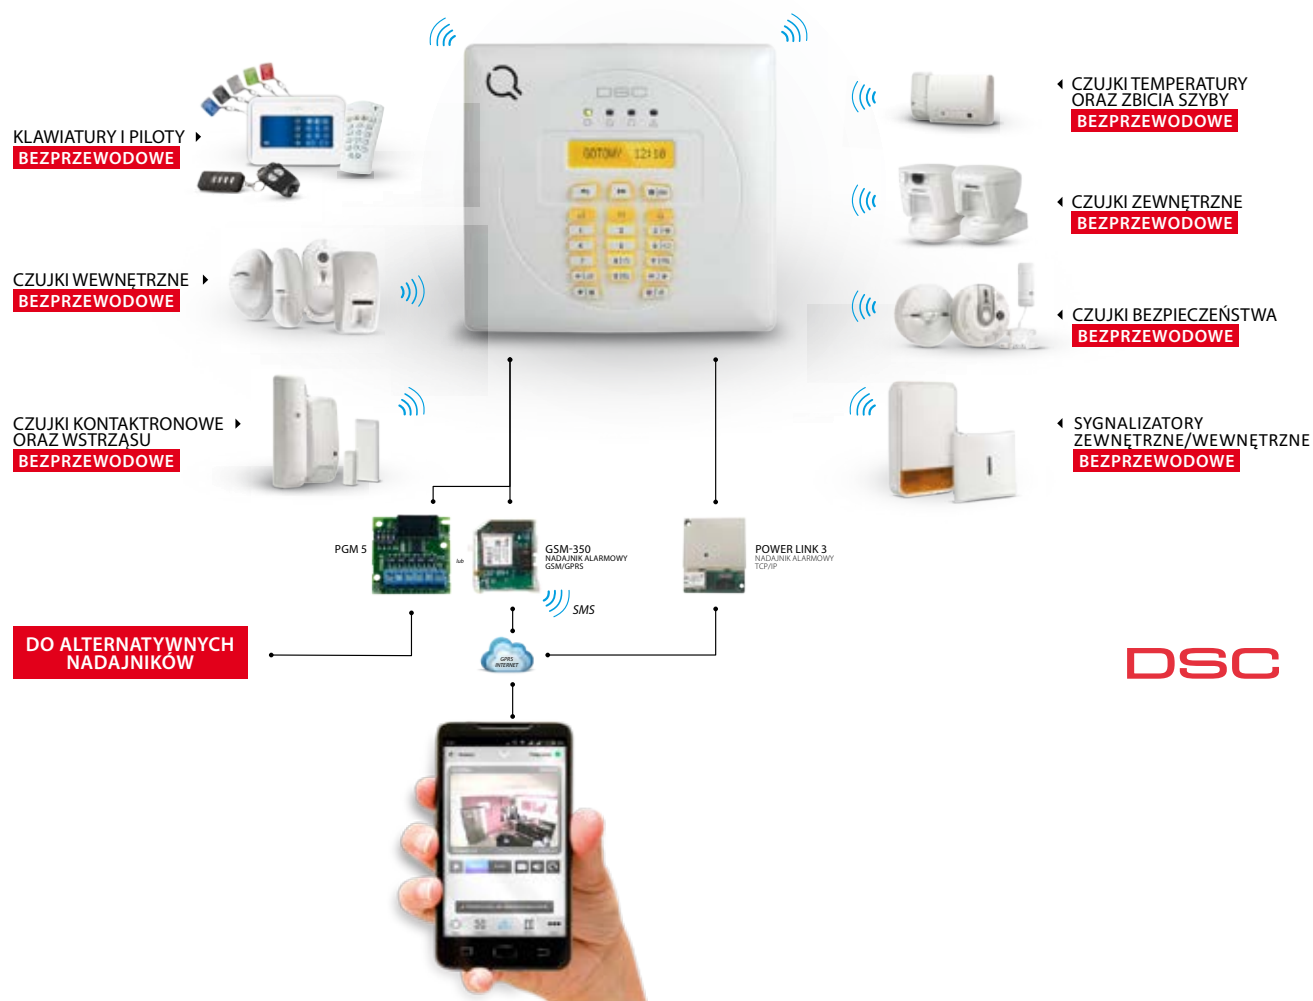 DSC
GOTOWY 12:10
KLAWIATURY I PILOTY
BEZPRZEWODOWE
CZUJKI WEWNĘTRZNE
BEZPRZEWODOWE
CZUJKI KONTAKTRONOWE
ORAZ WSTRZĄSU
BEZPRZEWODOWE
CZUJKI TEMPERATURY
ORAZ ZBICIA SZYBY
BEZPRZEWODOWE
CZUJKI ZEWNĘTRZNE
BEZPRZEWODOWE
CZUJKI BEZPIECZEŃSTWA
BEZPRZEWODOWE
SYGNALIZATORY
ZEWNĘTRZNE/WEWNĘTRZNE
BEZPRZEWODOWE
PGM 5
lub
GSM-350
NADAJNIK ALARMOWY
GSM/GPRS
SMS
POWER LINK 3
NADAJNIK ALARMOWY
TCP/IP
DO ALTERNATYWNYCH
NADAJNIKÓW
GPRS
INTERNET
DSC